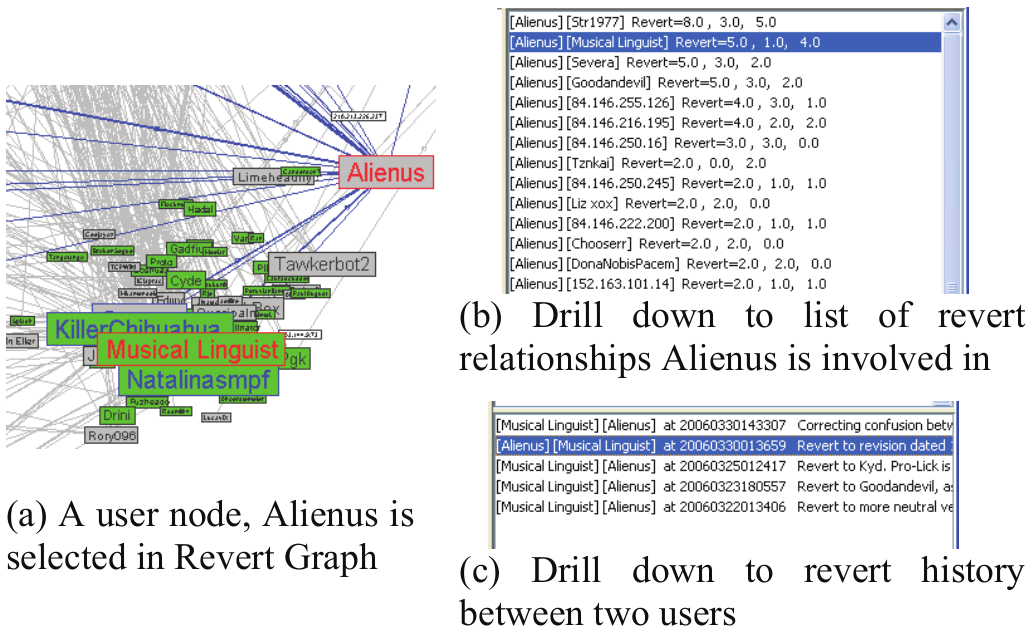 Alienus
Limeheadnyc
Hadal
Gadfium
Proto
Cyde
Tawkerbot2
KillerChihuahua
Musical Linguist
Pgk
Natalinasmpf
Drini
Rory096
(a) A user node, Alienus is
selected in Revert Graph
[Alienus] [Str1977] Revert=8.0 , 3.0, 5.0
[Alienus] [Musical Linguist] Revert=5.0 , 1.0, 4.0
[Alienus] [Severa] Revert=5.0 , 3.0, 2.0
[Alienus] [Goodandevil] Revert=5.0 , 3.0, 2.0
[Alienus] [84.146.255.126] Revert=4.0 , 3.0, 1.0
[Alienus] [84.146.216.195] Revert=4.0 , 2.0, 2.0
[Alienus] [84.146.250.16] Revert=3.0 , 3.0, 0.0
[Alienus] [Tznkai] Revert=2.0 , 0.0, 2.0
[Alienus] [84.146.250.245] Revert=2.0 , 1.0, 1.0
[Alienus] [Liz xox] Revert=2.0 , 2.0, 0.0
[Alienus] [84.146.222.200] Revert=2.0 , 1.0, 1.0
[Alienus] [Chooserr] Revert=2.0 , 2.0, 0.0
[Alienus] [DonaNobisPacem] Revert=2.0 , 2.0, 0.0
[Alienus] [152.163.101.14] Revert=2.0 , 1.0, 1.0
(b) Drill down to list of revert
relationships Alienus is involved in
[Musical Linguist] [Alienus] at 20060330143307 Correcting confusion betw
[Alienus] [Musical Linguist] at 20060330013659 Revert to revision dated
[Musical Linguist] [Alienus] at 20060325012417 Revert to Kyd. Pro-Lick is
[Musical Linguist] [Alienus] at 20060323180557 Revert to Goodandevil, as
[Musical Linguist] [Alienus] at 20060322013406 Revert to more neutral ve
(c) Drill down to revert history
between two users